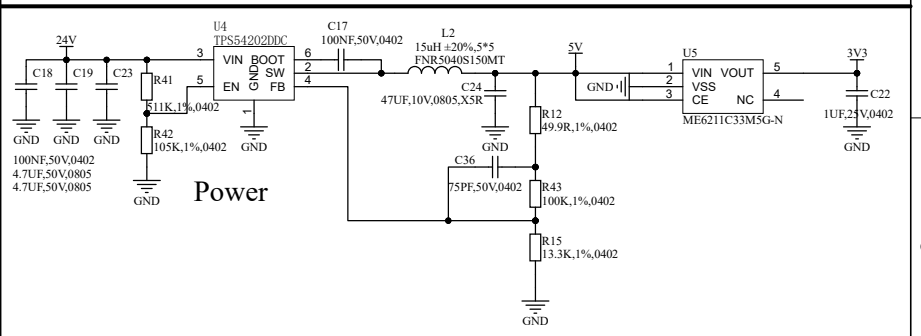 24V
C18
C19
C23
GND
GND
GND
100NF,50V,0402
4.7UF,50V,0805
4.7UF,50V,0805
R41
511K,1%,0402
R42
105K,1%,0402
GND
Power
U4
TPS54202DDC
3
VIN
BOOT
6
GND
SW
2
5
EN
FB
4
1
GND
C17
100NF,50V,0402
L2
15uH ±20%,5*5
FNR5040S150MT
C24
47UF,10V,0805,X5R
GND
R12
49.9R,1%,0402
C36
75PF,50V,0402
R43
100K,1%,0402
R15
13.3K,1%,0402
GND
5V
GND
U5
1
VIN
VOUT
5
2
VSS
3
CE
NC
4
ME6211C33M5G-N
3V3
C22
1UF,25V,0402
GND